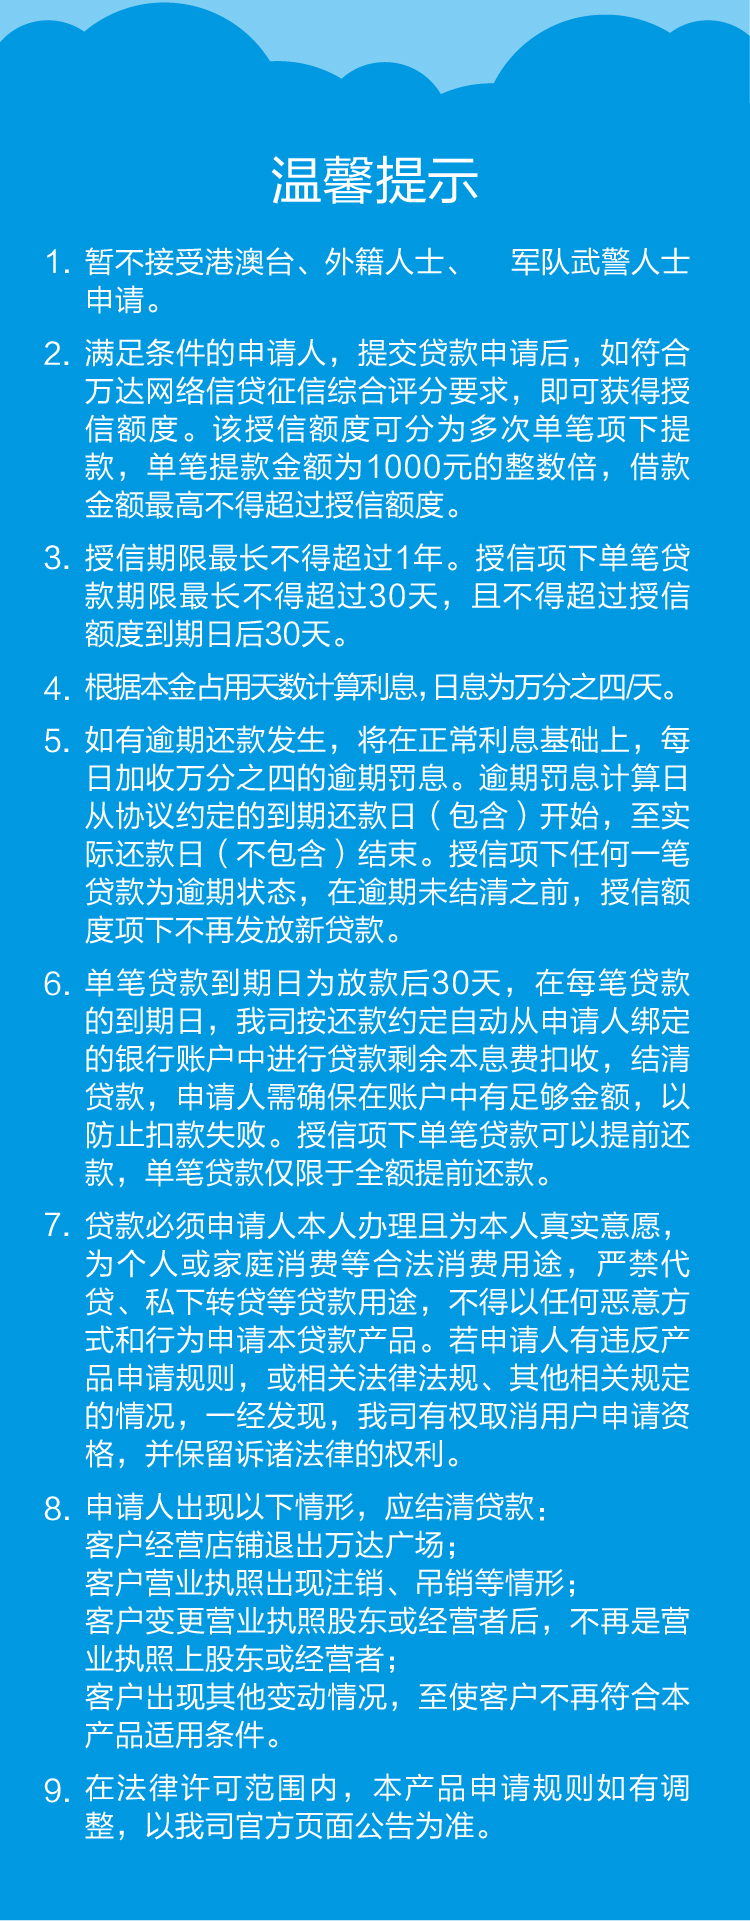 温馨提示
1. 暂不接受港澳台、外籍人士、 军队武警人士
申请。
2. 满足条件的申请人，提交贷款申请后，如符合
万达网络信贷征信综合评分要求，即可获得授
信额度。该授信额度可分为多次单笔项下提
款，单笔提款金额为1000元的整数倍，借款
金额最高不得超过授信额度。
3. 授信期限最长不得超过1年。授信项下单笔贷
款期限最长不得超过30天，且不得超过授信
额度到期日后30天。
4. 根据本金占用天数计算利息，日息为万分之四/天。
5. 如有逾期还款发生，将在正常利息基础上，每
日加收万分之四的逾期罚息。逾期罚息计算日
从协议约定的到期还款日（包含）开始，至实
际还款日（不包含）结束。授信项下任何一笔
贷款为逾期状态，在逾期未结清之前，授信额
度项下不再发放新贷款。
6. 单笔贷款到期日为放款后30天，在每笔贷款
的到期日，我司按还款约定自动从申请人绑定
的银行账户中进行贷款剩余本息费扣收，结清
贷款，申请人需确保在账户中有足够金额，以
防止扣款失败。授信项下单笔贷款可以提前还
款，单笔贷款仅限于全额提前还款。
7. 贷款必须申请人本人办理且为本人真实意愿，
为个人或家庭消费等合法消费用途，严禁代
贷、私下转贷等贷款用途，不得以任何恶意方
式和行为申请本贷款产品。若申请人有违反产
品申请规则，或相关法律法规、其他相关规定
的情况，一经发现，我司有权取消用户申请资
格，并保留诉诸法律的权利。
8. 申请人出现以下情形，应结清贷款：
客户经营店铺退出万达广场；
客户营业执照出现注销、吊销等情形；
客户变更营业执照股东或经营者后，不再是营
业执照上股东或经营者；
客户出现其他变动情况，至使客户不再符合本
产品适用条件。
9. 在法律许可范围内，本产品申请规则如有调
整，以我司官方页面公告为准。